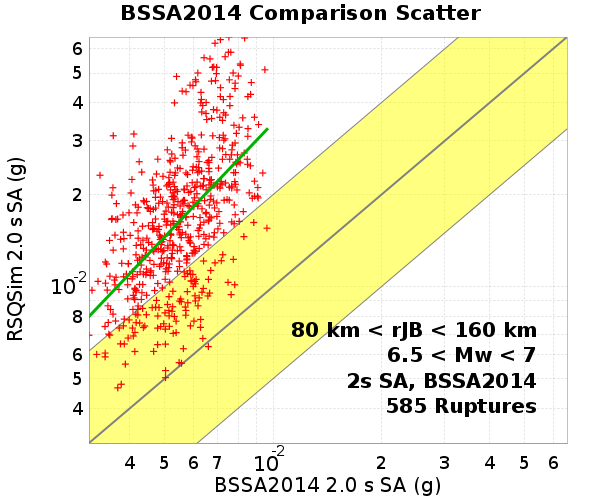 BSSA2014 Comparison Scatter
6
5
4
3
2
10-2
8
6
5
4
RSQSim 2.0 s SA (g)
80 km < rJB < 160 km
6.5 < Mw < 7
2s SA, BSSA2014
585 Ruptures
4 5 6 7 10-2 2 3 4 5 6
BSSA2014 2.0 s SA (g)